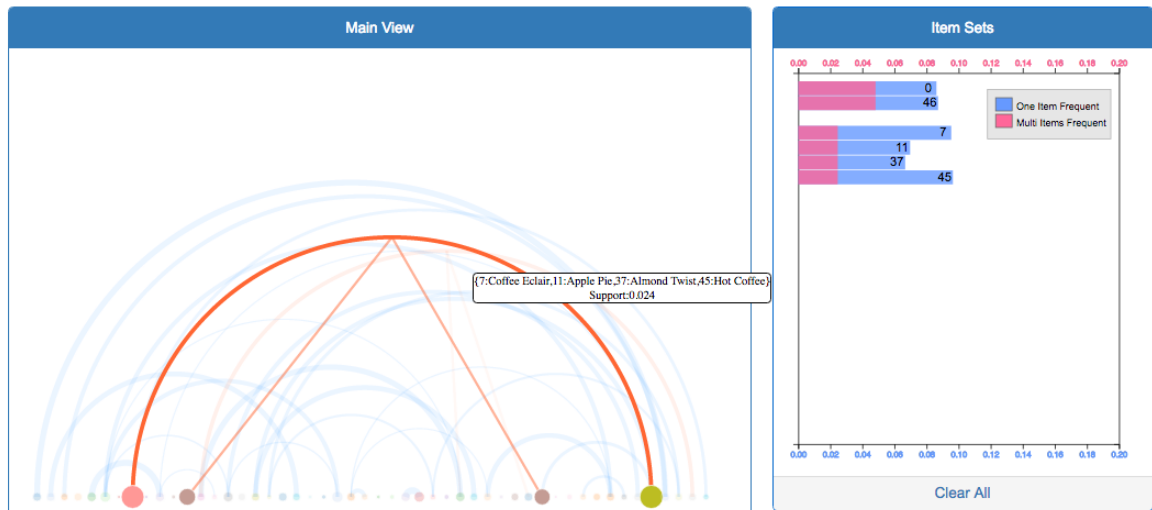 Main View
{7:Coffee Eclair,11:Apple Pie,37:Almond Twist,45:Hot Coffee}
Support:0.024
Item Sets
0.00 0.02 0.04 0.06 0.08 0.10 0.12 0.14 0.16 0.18 0.20
0
46
7
11
37
45
One Item Frequent
Multi Items Frequent
0.00 0.02 0.04 0.06 0.08 0.10 0.12 0.14 0.16 0.18 0.20
Clear All